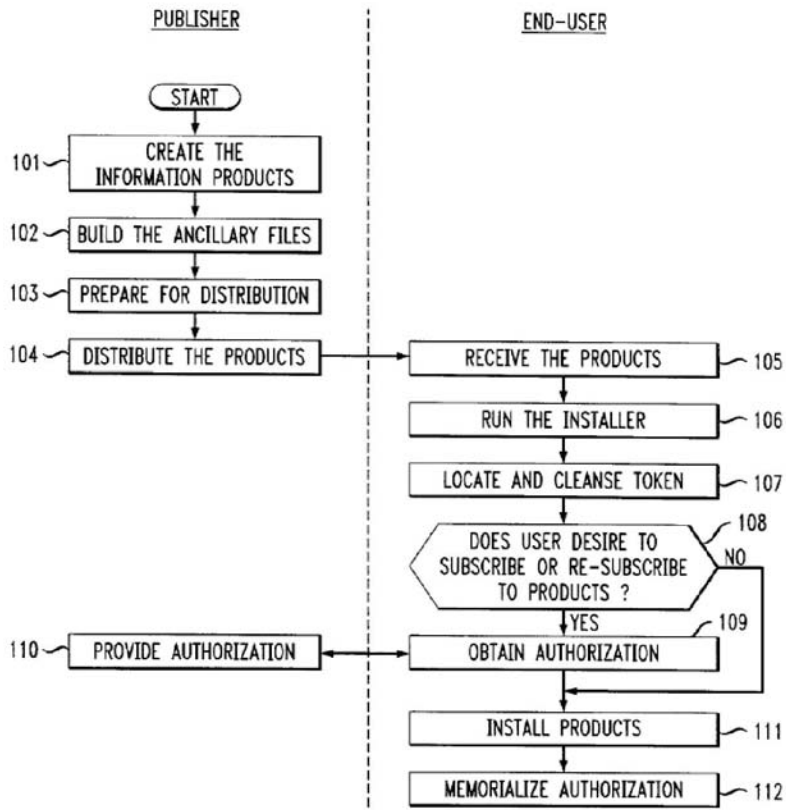 PUBLISHER
END-USER
START
101
CREATE THE
INFORMATION PRODUCTS
102
BUILD THE ANCILLARY FILES
103
PREPARE FOR DISTRIBUTION
104
DISTRIBUTE THE PRODUCTS
RECEIVE THE PRODUCTS
105
RUN THE INSTALLER
106
LOCATE AND CLEANSE TOKEN
107
108
DOES USER DESIRE TO
SUBSCRIBE OR RE-SUBSCRIBE
TO PRODUCTS ?
NO
YES
109
110
PROVIDE AUTHORIZATION
OBTAIN AUTHORIZATION
INSTALL PRODUCTS
111
MEMORIALIZE AUTHORIZATION
112